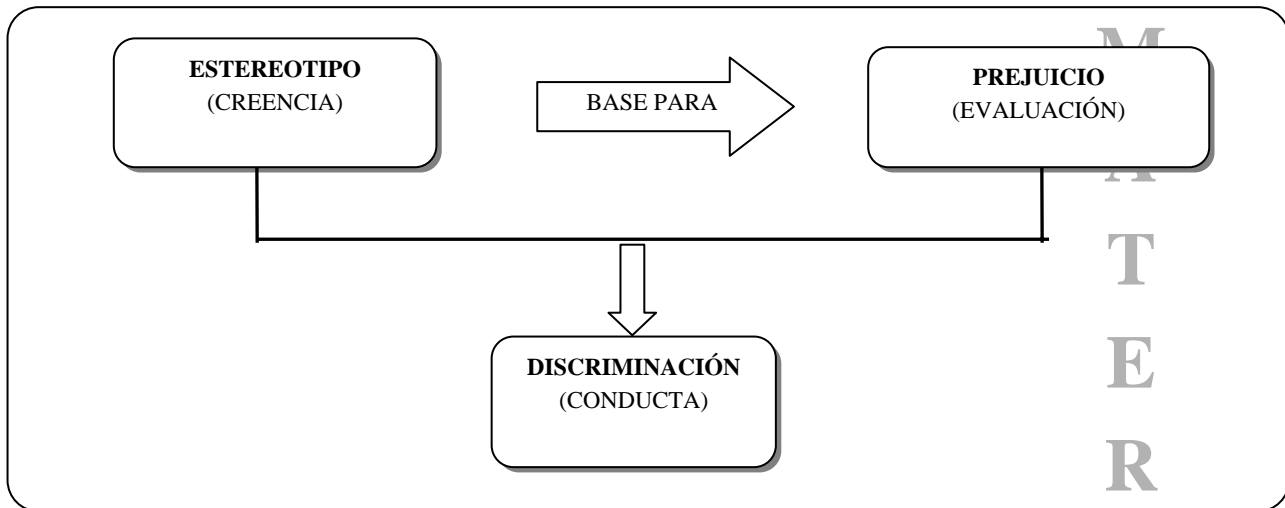 ESTEREOTIPO
(CREENCIA)
BASE PARA
PREJUICIO
(EVALUACIÓN)
DISCRIMINACIÓN
(CONDUCTA)
M
A
T
E
R